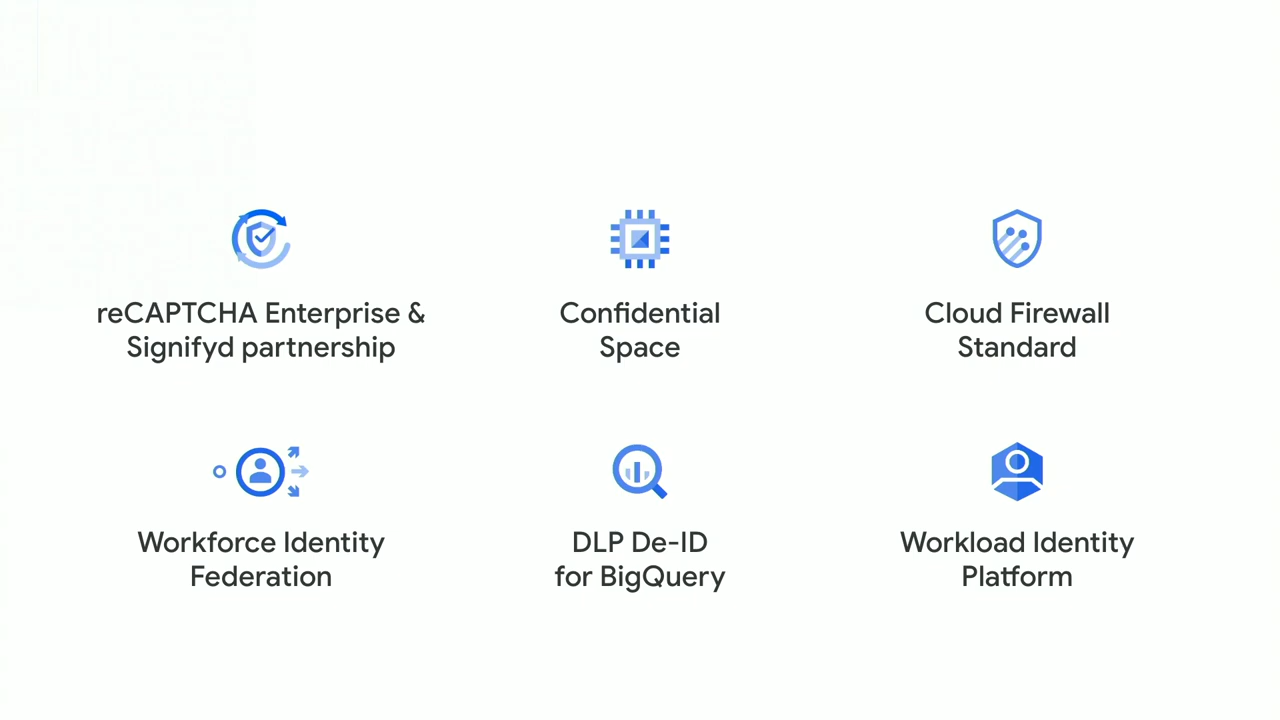 reCAPTCHA Enterprise &
Signifyd partnership
Confidential
Space
Cloud Firewall
Standard
Workforce Identity
Federation
DLP De-ID
for BigQuery
Workload Identity
Platform